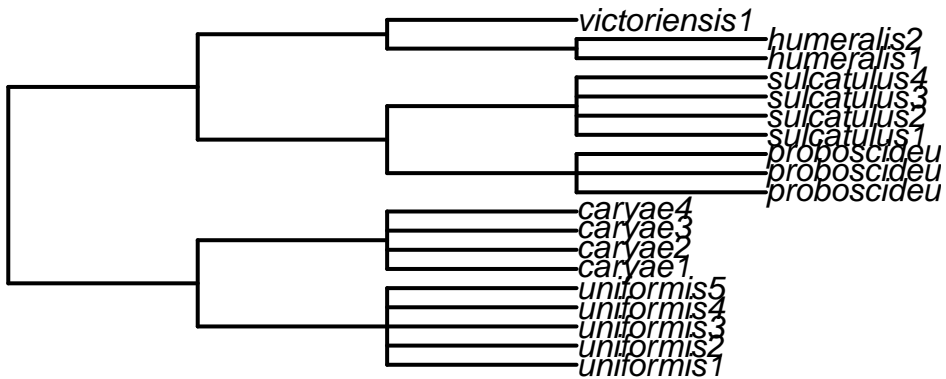 victoriensis1
humeralis2
humeralis1
sulcatulus4
sulcatulus3
sulcatulus2
sulcatulus1
proboscideu
proboscideu
proboscideu
caryae4
caryae3
caryae2
caryae1
uniformis5
uniformis4
uniformis3
uniformis2
uniformis1